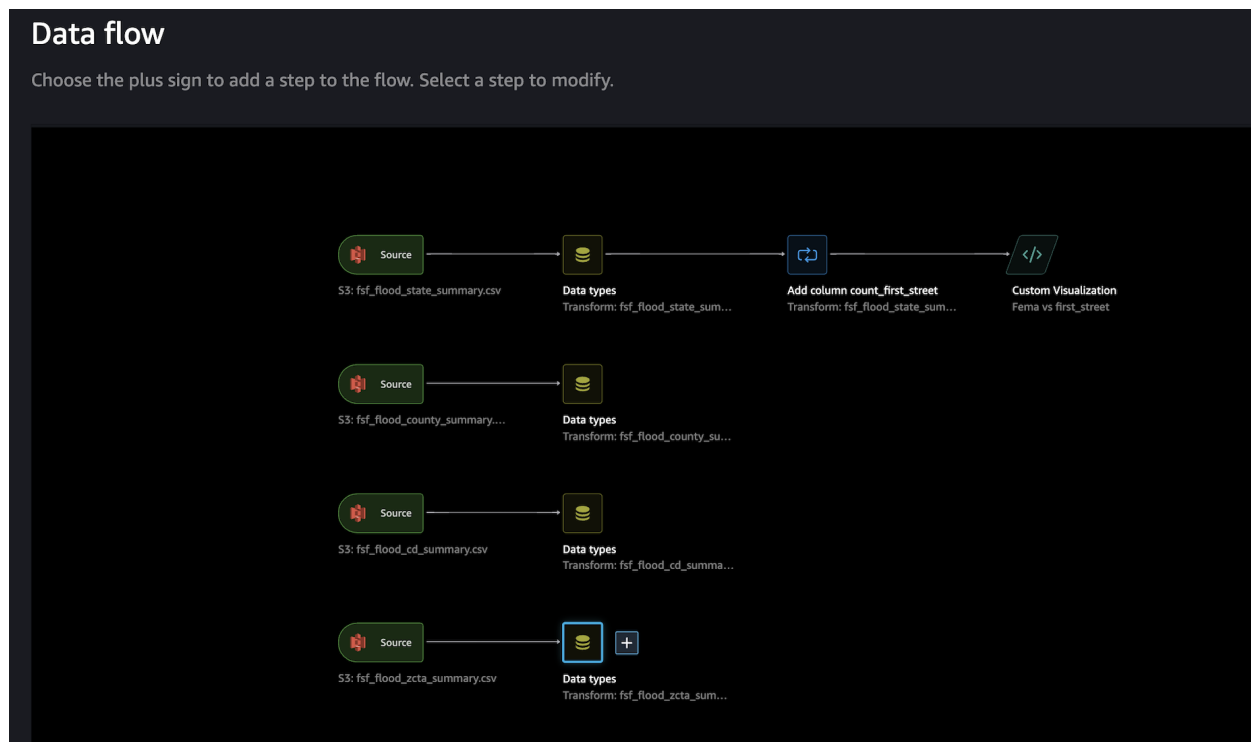 Data flow
Choose the plus sign to add a step to the flow. Select a step to modify.
Source
S3: fsf_flood_state_summary.csv
Data types
Transform: fsf_flood_state_sum...
Add column count_first_street
Transform: fsf_flood_state_sum...
Custom Visualization
Fema vs first_street
Source
S3: fsf_flood_county_summary....
Data types
Transform: fsf_flood_county_su...
Source
S3: fsf_flood_cd_summary.csv
Data types
Transform: fsf_flood_cd_summa...
Source
S3: fsf_flood_zcta_summary.csv
Data types
Transform: fsf_flood_zcta_sum...